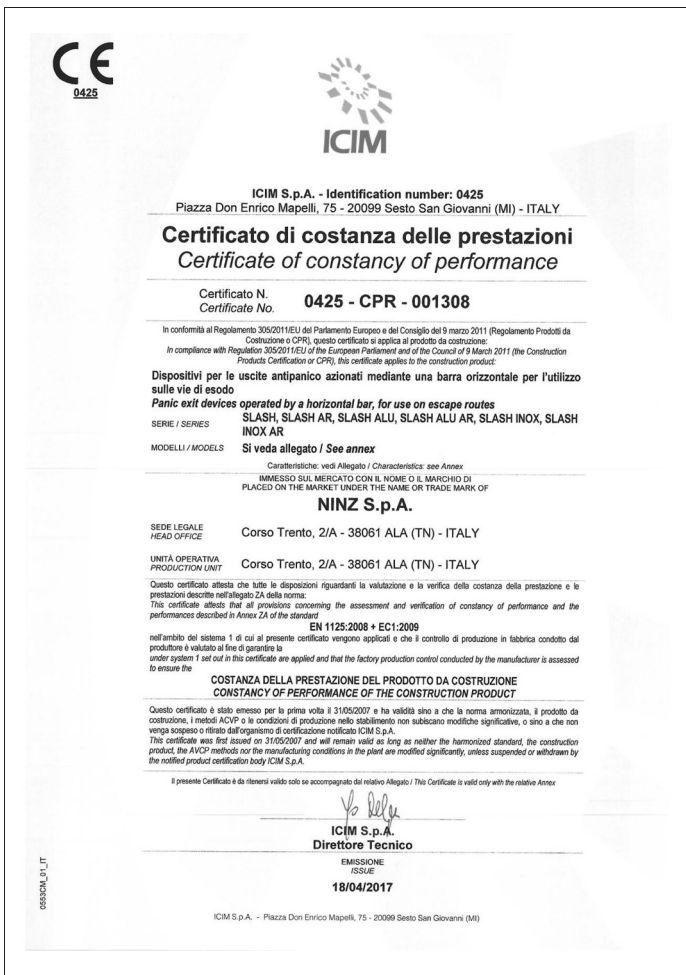 CE
0425
ICIM
ICIM S.p.A. - Identification number: 0425
Piazza Don Enrico Mapelli, 75 - 20099 Sesto San Giovanni (MI) - ITALY
Certificato di costanza delle prestazioni
Certificate of constancy of performance
Certificato N.
Certificate No.
0425 - CPR - 001308
In conformità al Regolamento 305/2011/EU del Parlamento Europeo e del Consiglio del 9 marzo 2011 (Regolamento Prodotti da
Costruzione o CPR), questo certificato si applica al prodotto da costruzione:
In compliance with Regulation 305/2011/EU of the European Parliament and of the Council of 9 March 2011 (the Construction
Products Certification or CPR), this certificate applies to the construction product:
Dispositivi per le uscite antipanico azionati mediante una barra orizzontale per l'utilizzo
sulle vie di esodo
Panic exit devices operated by a horizontal bar, for use on escape routes
SERIE / SERIES
SLASH, SLASH AR, SLASH ALU, SLASH ALU AR, SLASH INOX, SLASH
INOX AR
MODELLI / MODELS
Si veda allegato / See annex
Caratteristiche: vedi Allegato / Characteristics: see Annex
IMMESSO SUL MERCATO CON IL NOME O IL MARCHIO DI
PLACED ON THE MARKET UNDER THE NAME OR TRADE MARK OF
NINZ S.p.A.
SEDE LEGALE
HEAD OFFICE
Corso Trento, 2/A - 38061 ALA (TN) - ITALY
UNITÀ OPERATIVA
PRODUCTION UNIT
Corso Trento, 2/A - 38061 ALA (TN) - ITALY
Questo certificato attesta che tutte le disposizioni riguardanti la valutazione e la verifica della costanza della prestazione e le
prestazioni descritte nell'allegato ZA della norma:
This certificate attests that all provisions concerning the assessment and verification of constancy of performance and the
performances described in Annex ZA of the standard
EN 1125:2008 + EC1:2009
nell'ambito del sistema 1 di cui al presente certificato vengono applicati e che il controllo di produzione in fabbrica condotto dal
produttore è valutato al fine di garantire la
under system 1 set out in this certificate are applied and that the factory production control conducted by the manufacturer is assessed
to ensure the
COSTANZA DELLA PRESTAZIONE DEL PRODOTTO DA COSTRUZIONE
CONSTANCY OF PERFORMANCE OF THE CONSTRUCTION PRODUCT
Questo certificato è stato emesso per la prima volta il 31/05/2007 e ha validità sino a che la norma armonizzata, il prodotto da
costruzione, i metodi ACVP o le condizioni di produzione nello stabilimento non subiscano modifiche significative, o sino a che non
venga sospeso o ritirato dall'organismo di certificazione notificato ICIM S.p.A.
This certificate was first issued on 31/05/2007 and will remain valid as long as neither the harmonized standard, the construction
product, the AVCP methods nor the manufacturing conditions in the plant are modified significantly, unless suspended or withdrawn by
the notified product certification body ICIM S.p.A.
Il presente Certificato è da ritenersi valido solo se accompagnato dal relativo Allegato / This Certificate is valid only with the relative Annex
ICIM S.p.A.
Direttore Tecnico
EMISSIONE
ISSUE
18/04/2017
0553CM_01_IT
ICIM S.p.A. - Piazza Don Enrico Mapelli, 75 - 20099 Sesto San Giovanni (MI)